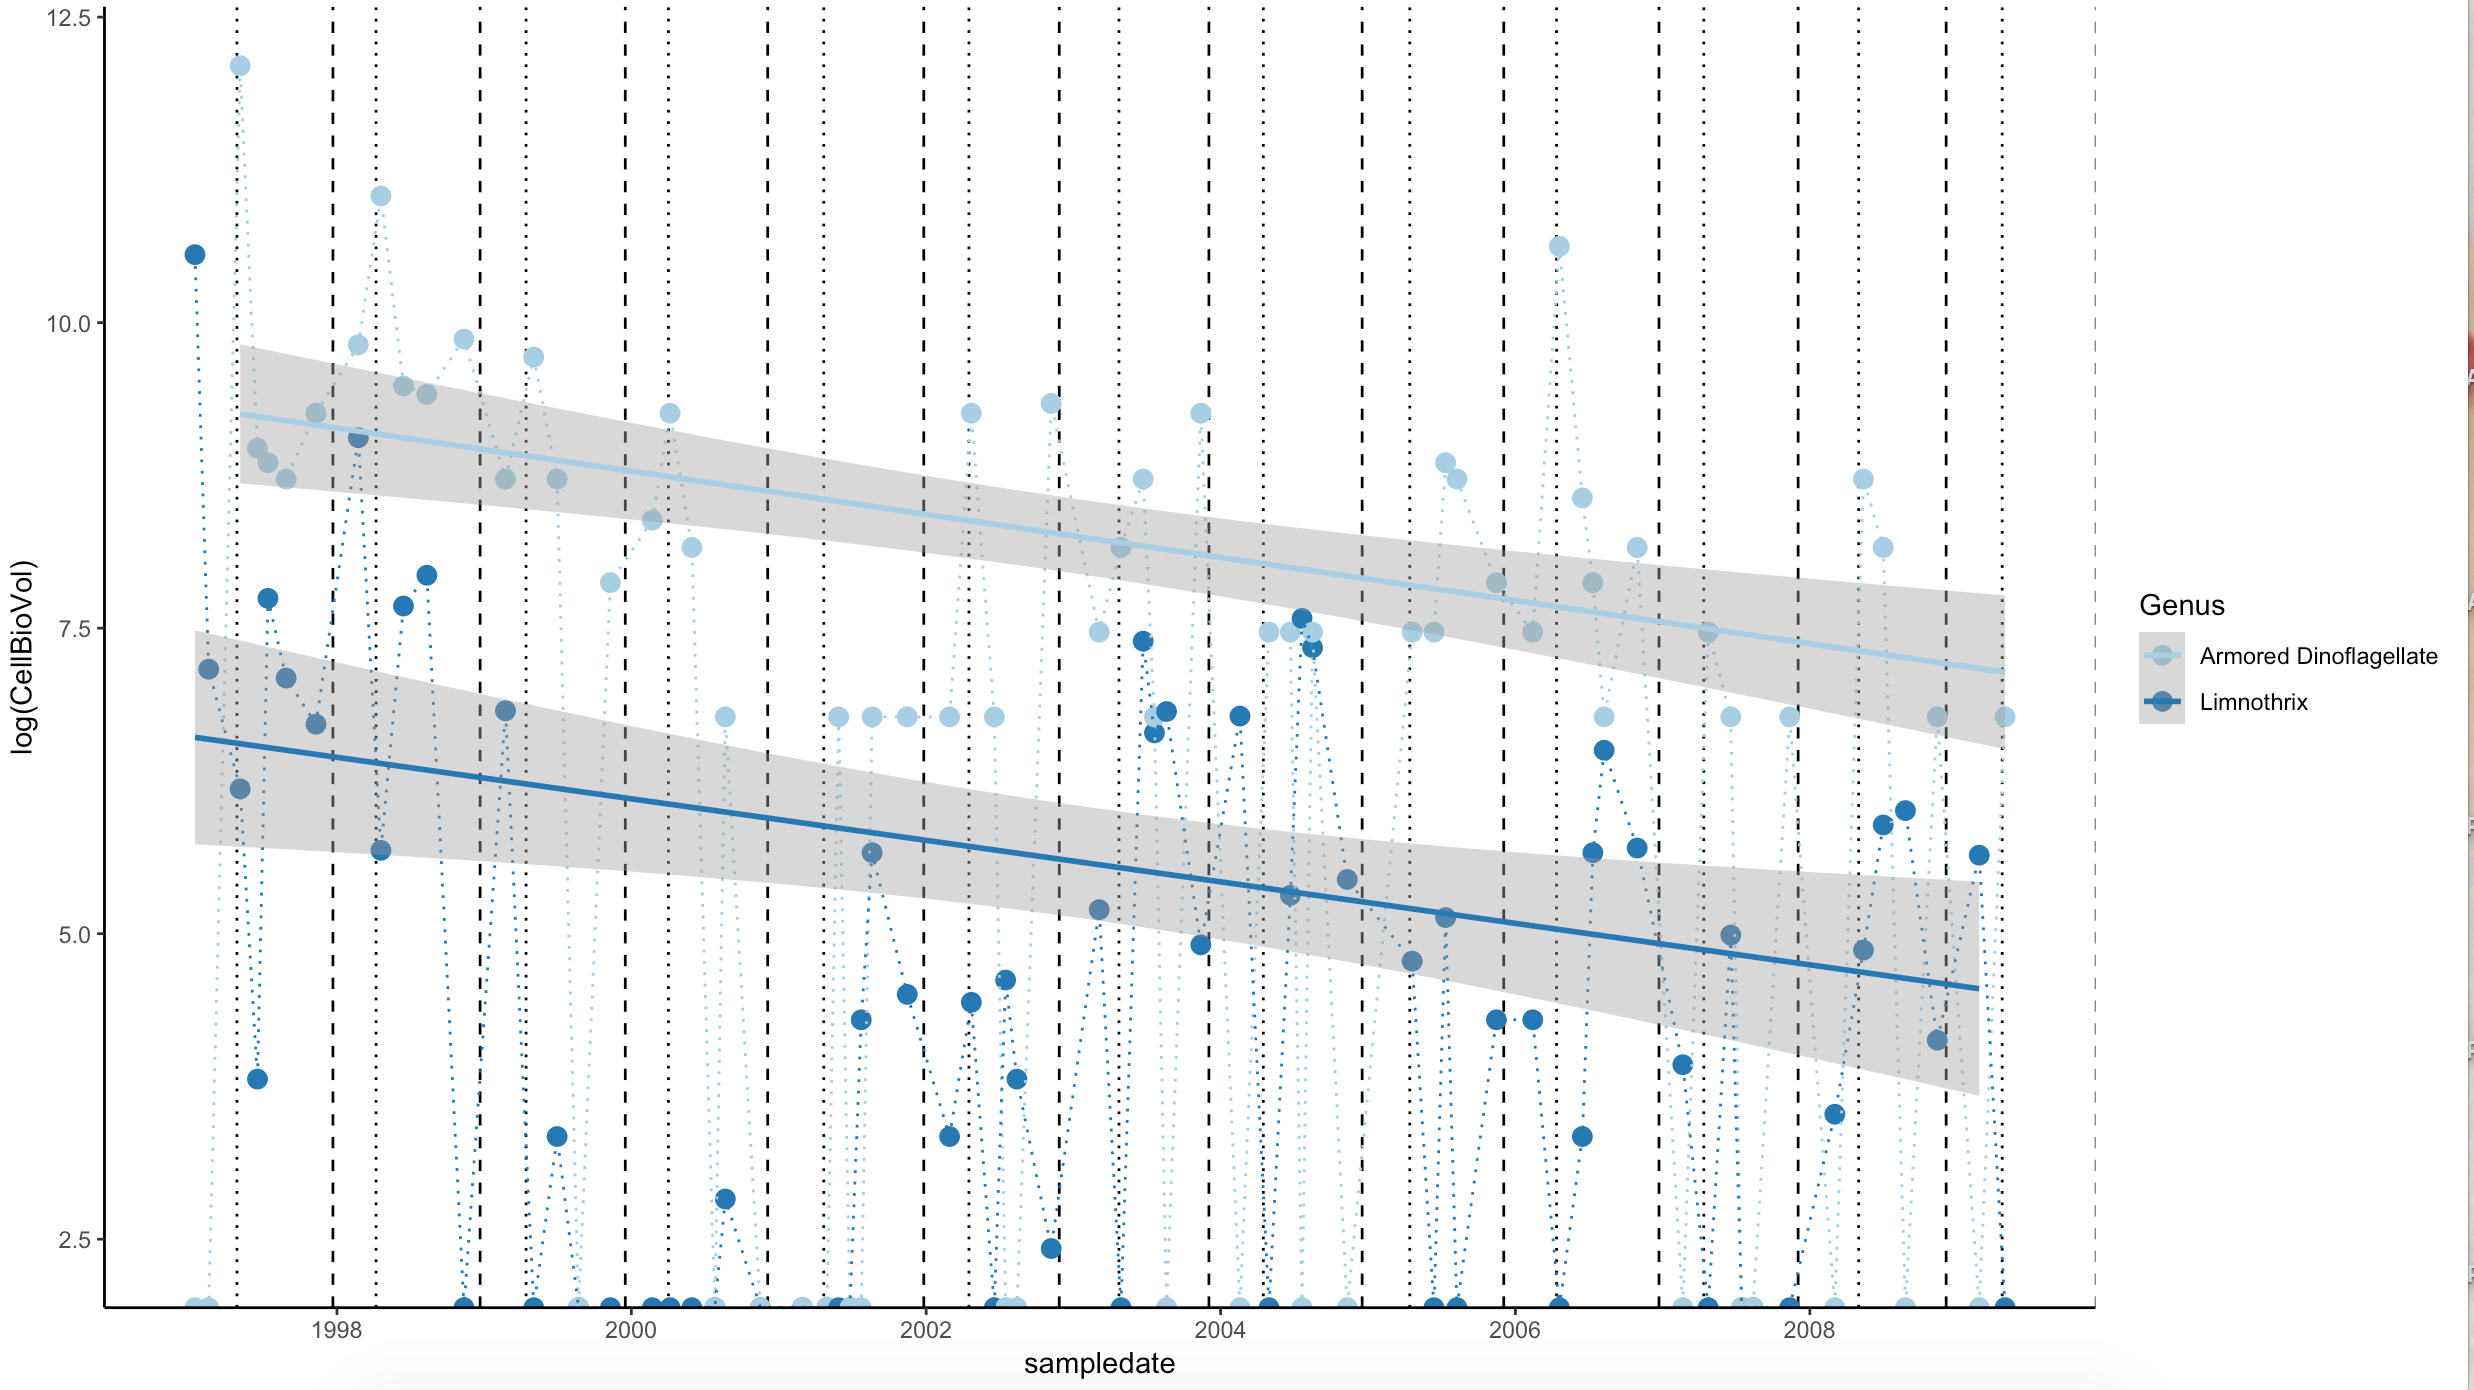 12.5
10.0
7.5
5.0
2.5
log(CellBioVol)
1998 2000 2002 2004 2006 2008
sampledate
Genus
Armored Dinoflagellate
Limnothrix